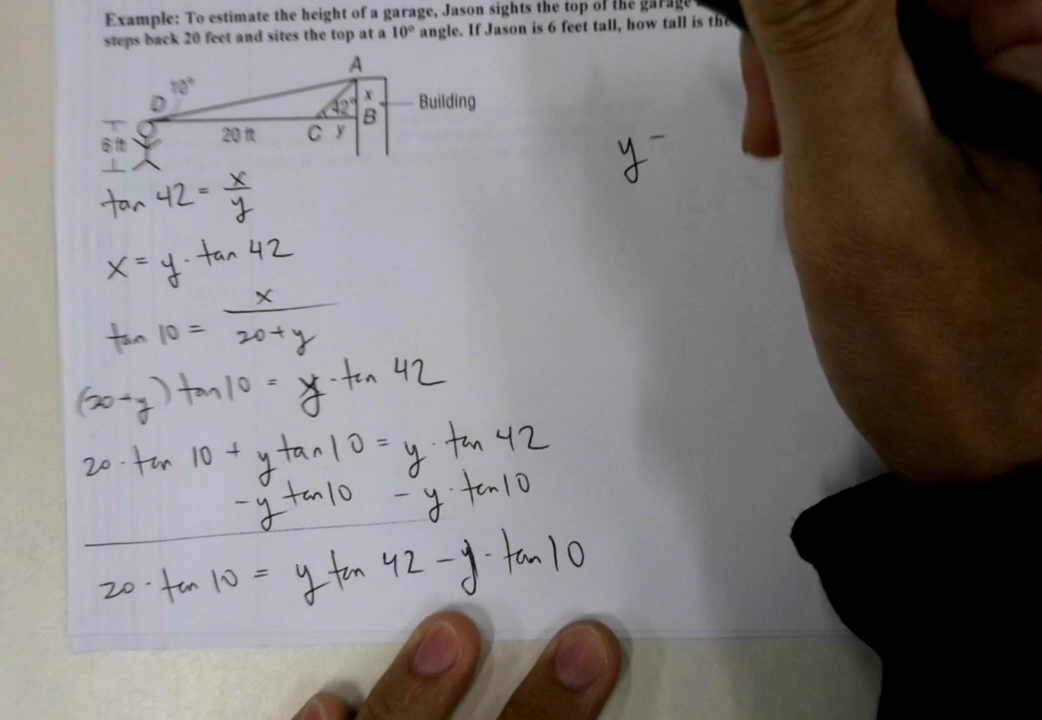 Example: To estimate the height of a garage, Jason sights the top of the garage
steps back 20 feet and sites the top at a 10° angle. If Jason is 6 feet tall, how tall is the
A
10°
D
42°
x
Building
B
6 ft
20 ft
C y
y =
tan 42 = x/y
x = y · tan 42
tan 10 = x/(20+y)
(20+y) tan 10 = y · tan 42
20 · tan 10 + y tan 10 = y · tan 42
-y tan 10 - y · tan 10
20 · tan 10 = y tan 42 - y · tan 10